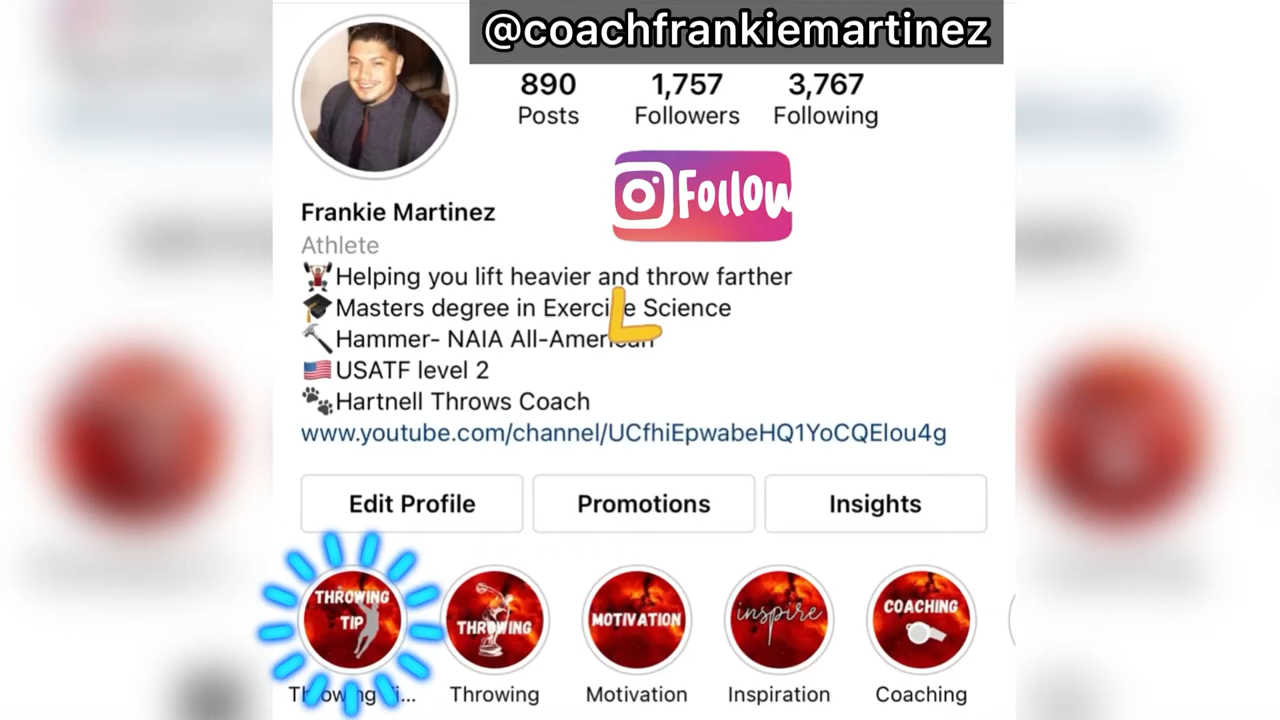 @coachfrankiemartinez
890 1,757 3,767
Posts Followers Following
Follow
Frankie Martinez
Athlete
Helping you lift heavier and throw farther
Masters degree in Exercise Science
Hammer- NAIA All-American
USATF level 2
Hartnell Throws Coach
www.youtube.com/channel/UCfhiEpwabeHQ1YoCQElou4g
Edit Profile Promotions Insights
THROWING
TIP
THROWING
MOTIVATION
inspire
COACHING
Throwing Ti... Throwing Motivation Inspiration Coaching